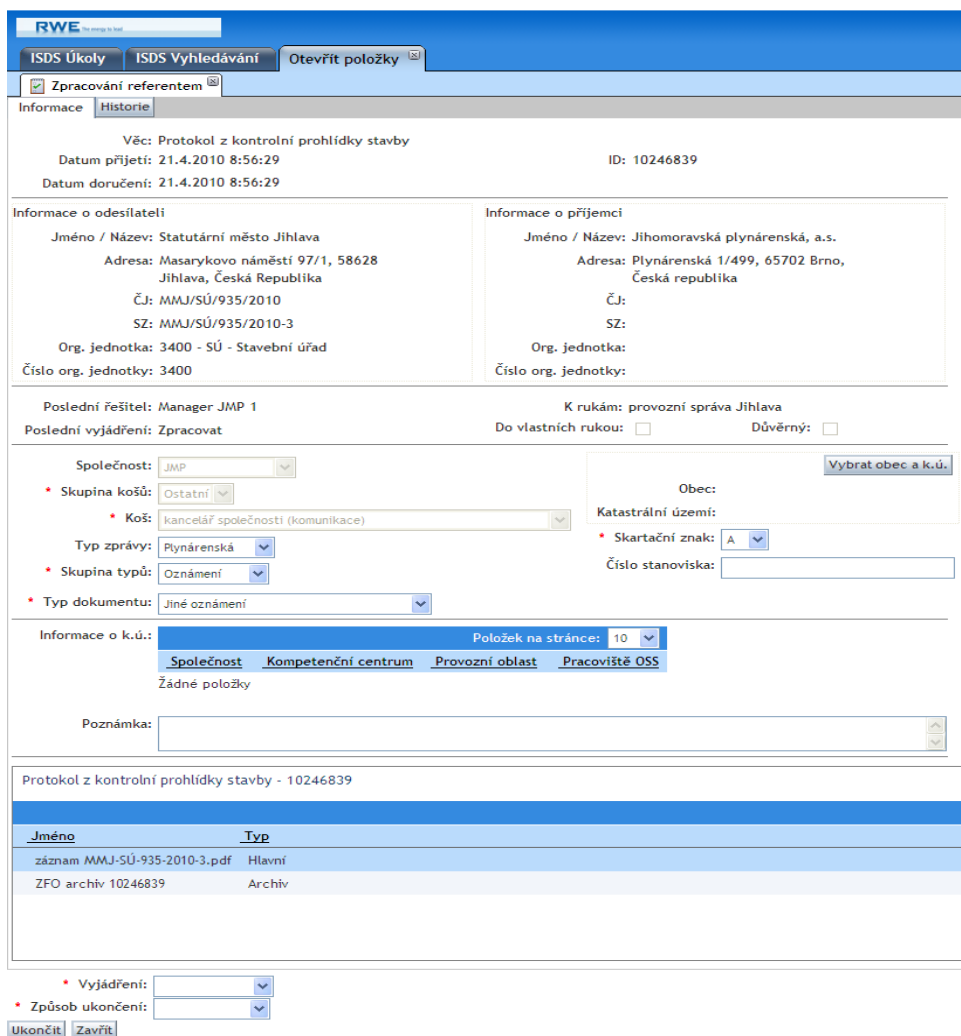 RWE The energy to lead
ISDS Úkoly ISDS Vyhledávání Otevřít položky
Zpracování referentem
Informace Historie
Věc: Protokol z kontrolní prohlídky stavby
Datum přijetí: 21.4.2010 8:56:29 ID: 10246839
Datum doručení: 21.4.2010 8:56:29
Informace o odesílateli Informace o příjemci
Jméno / Název: Statutární město Jihlava Jméno / Název: Jihomoravská plynárenská, a.s.
Adresa: Masarykovo náměstí 97/1, 58628 Adresa: Plynárenská 1/499, 65702 Brno,
Jihlava, Česká Republika Česká republika
ČJ: MMJ/SÚ/935/2010 ČJ:
SZ: MMJ/SÚ/935/2010-3 SZ:
Org. jednotka: 3400 - SÚ - Stavební úřad Org. jednotka:
Číslo org. jednotky: 3400 Číslo org. jednotky:
Poslední řešitel: Manager JMP 1 K rukám: provozní správa Jihlava
Poslední vyjádření: Zpracovat Do vlastních rukou: Důvěrný:
Společnost: JMP Vybrat obec a k.ú.
* Skupina košů: Ostatní Obec:
* Koš: kancelář společnosti (komunikace) Katastrální území:
Typ zprávy: Plynárenská * Skartační znak: A
* Skupina typů: Oznámení Číslo stanoviska:
* Typ dokumentu: Jiné oznámení
Informace o k.ú.: Položek na stránce: 10
Společnost Kompetenční centrum Provozní oblast Pracoviště OSS
Žádné položky
Poznámka:
Protokol z kontrolní prohlídky stavby - 10246839
Jméno Typ
záznam MMJ-SÚ-935-2010-3.pdf Hlavní
ZFO archiv 10246839 Archiv
* Vyjádření:
* Způsob ukončení:
Ukončit Zavřít